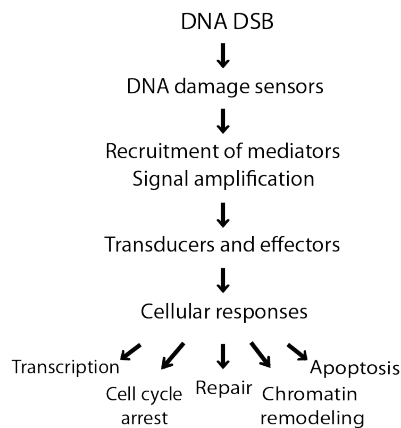 DNA DSB
DNA damage sensors
Recruitment of mediators
Signal amplification
Transducers and effectors
Cellular responses
Transcription
Cell cycle
arrest
Repair
Chromatin
remodeling
Apoptosis